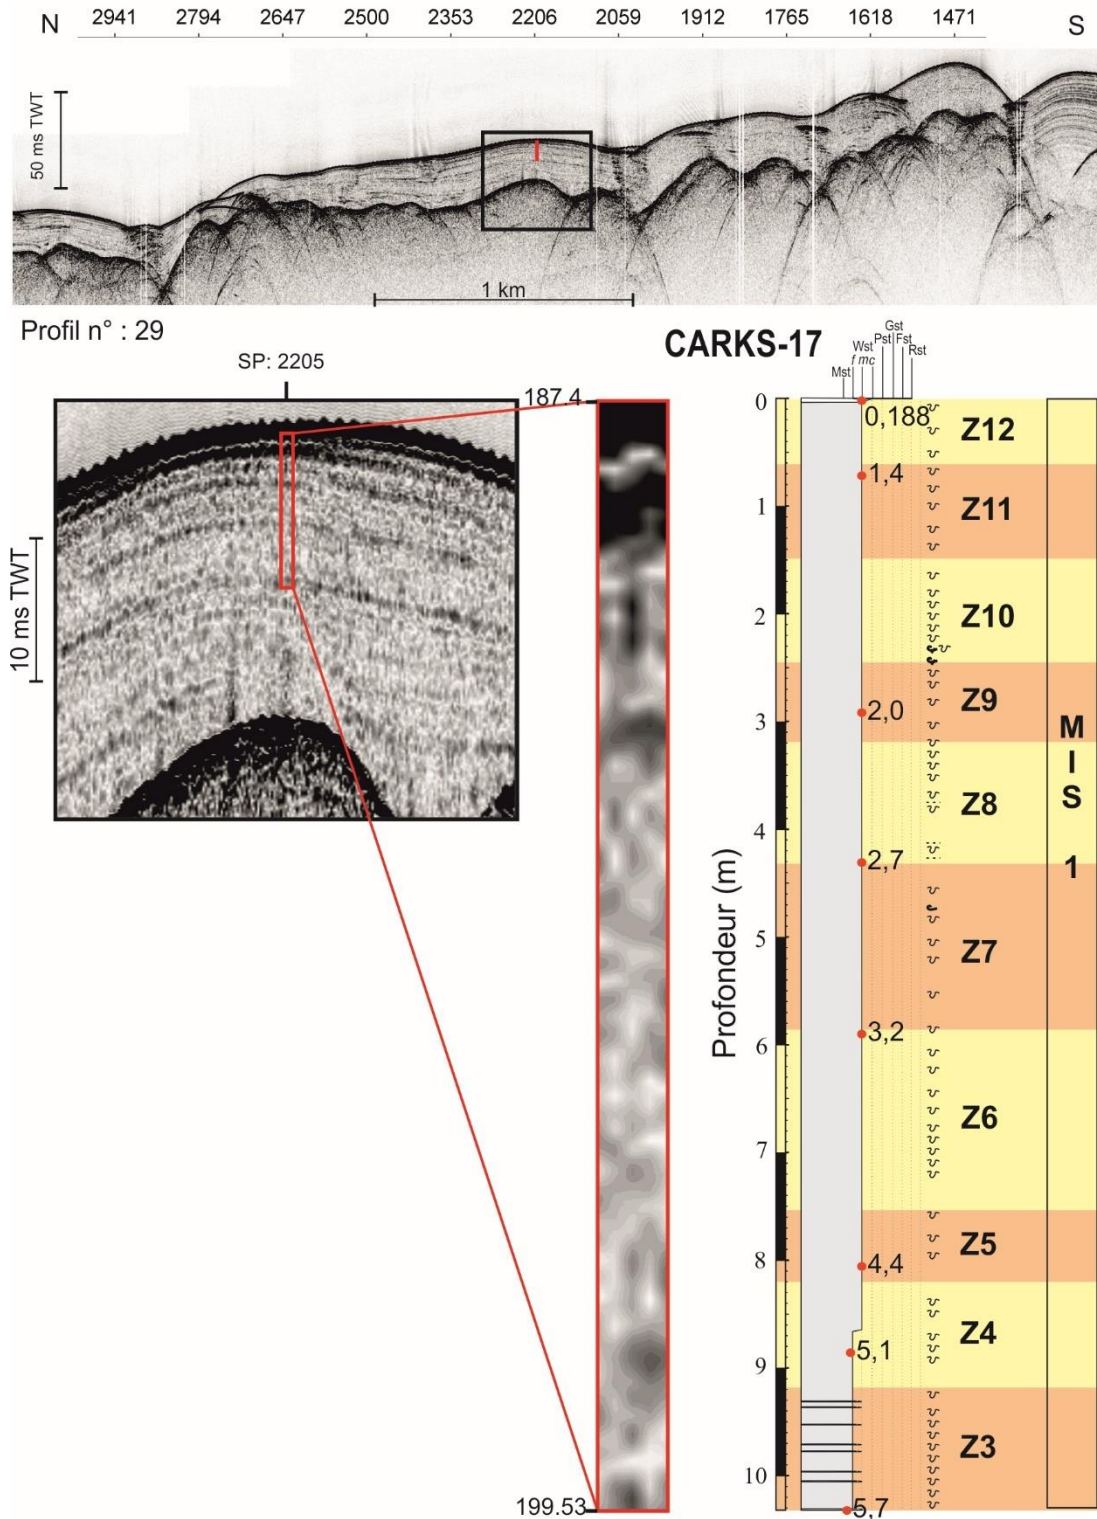 N 2941 2794 2647 2500 2353 2206 2059 1912 1765 1618 1471 S
50 ms TWT
1 km
Profil n° : 29
CARKS-17
SP: 2205
Gst
Pst Fst
Wst Rst
f mc
Mst
187.4
0
0,188
Z12
1,4
1
Z11
2
Z10
10 ms TWT
Z9
2,0
3
M
I
S
1
Z8
4
2,7
Profondeur (m)
Z7
5
3,2
6
Z6
7
Z5
8
4,4
Z4
5,1
9
Z3
10
199.53
5,7